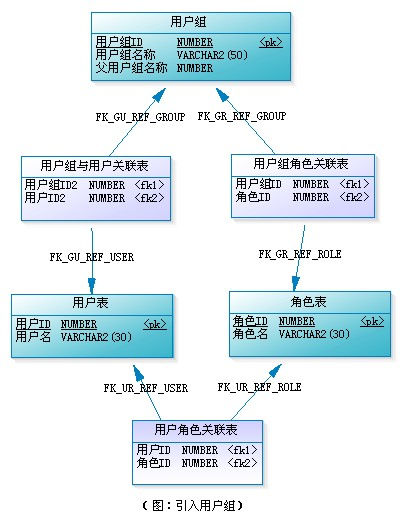 用户组
用户组ID NUMBER <pk>
用户组名称 VARCHAR2(50)
父用户组名称 NUMBER
FK_GU_REF_GROUP
FK_GR_REF_GROUP
用户组与用户关联表
用户组ID2 NUMBER <fk1>
用户ID2 NUMBER <fk2>
用户组角色关联表
用户组ID NUMBER <fk1>
角色ID NUMBER <fk2>
FK_GU_REF_USER
FK_GR_REF_ROLE
用户表
用户ID NUMBER <pk>
用户名 VARCHAR2(30)
角色表
角色ID NUMBER <pk>
角色名 VARCHAR2(30)
FK_UR_REF_USER
FK_UR_REF_ROLE
用户角色关联表
用户ID NUMBER <fk1>
角色ID NUMBER <fk2>
(图：引入用户组)